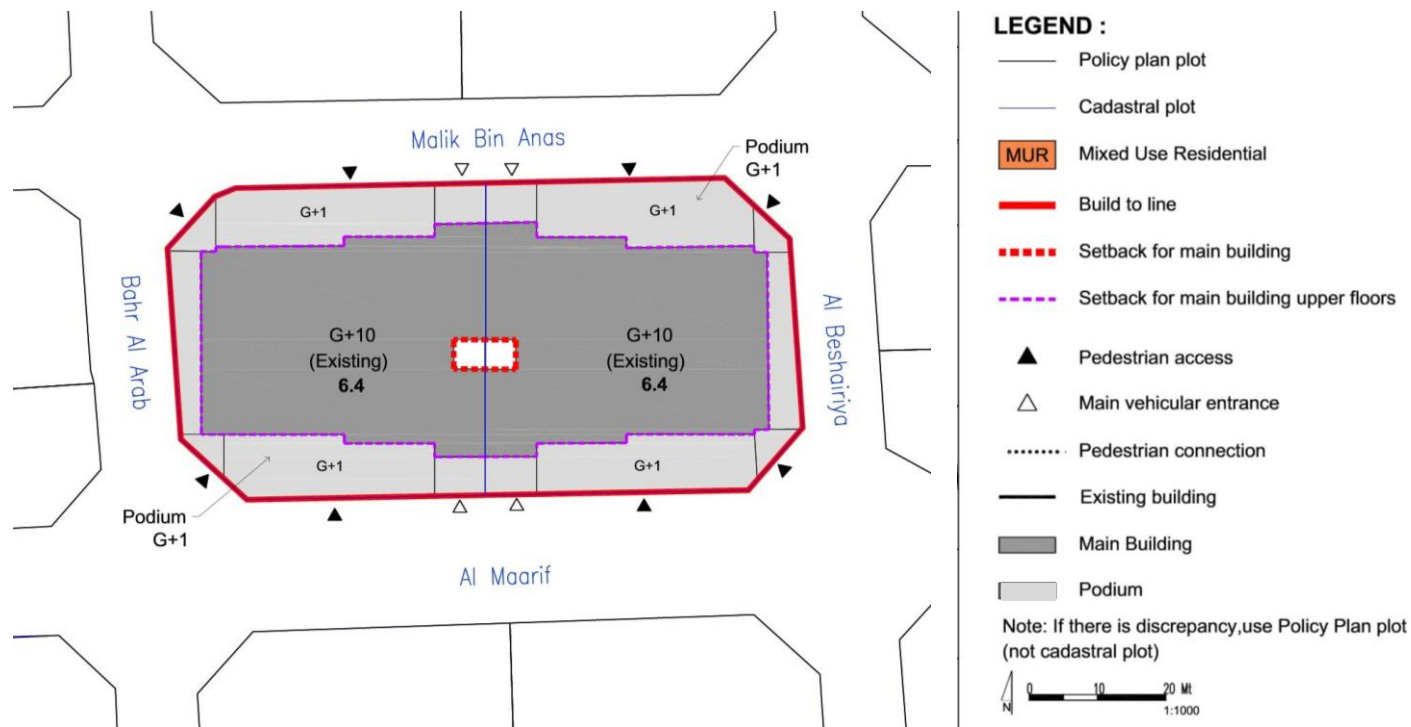 Malik Bin Anas
Podium
G+1
G+1
G+1
Bahr Al Arab
G+10
(Existing)
6.4
G+10
(Existing)
6.4
Al Beshairiya
G+1
G+1
Podium
G+1
Al Maarif
LEGEND :
Policy plan plot
Cadastral plot
MUR Mixed Use Residential
Build to line
Setback for main building
Setback for main building upper floors
Pedestrian access
Main vehicular entrance
Pedestrian connection
Existing building
Main Building
Podium
Note: If there is discrepancy,use Policy Plan plot
(not cadastral plot)
N
0 10 20 Mt
1:1000